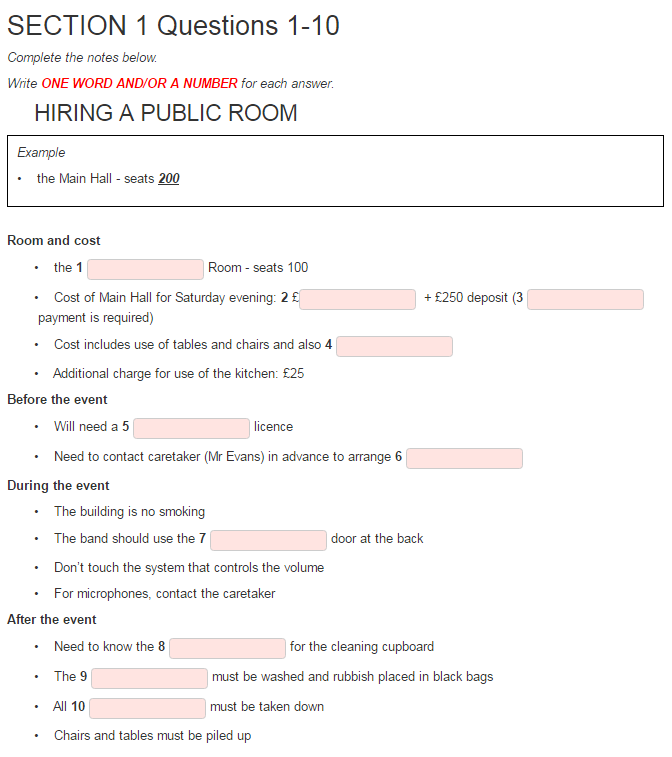 SECTION 1 Questions 1-10
Complete the notes below.
Write ONE WORD AND/OR A NUMBER for each answer.
HIRING A PUBLIC ROOM
Example
• the Main Hall - seats 200
Room and cost
• the 1 Room - seats 100
• Cost of Main Hall for Saturday evening: 2 £ + £250 deposit (3
payment is required)
• Cost includes use of tables and chairs and also 4
• Additional charge for use of the kitchen: £25
Before the event
• Will need a 5 licence
• Need to contact caretaker (Mr Evans) in advance to arrange 6
During the event
• The building is no smoking
• The band should use the 7 door at the back
• Don't touch the system that controls the volume
• For microphones, contact the caretaker
After the event
• Need to know the 8 for the cleaning cupboard
• The 9 must be washed and rubbish placed in black bags
• All 10 must be taken down
• Chairs and tables must be piled up